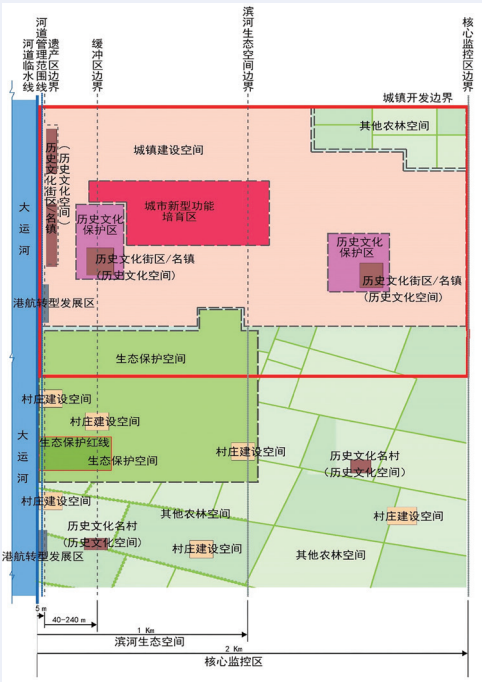 河道临水线
河道管理范围线
遗产区边界
缓冲区边界
滨河生态空间边界
核心监控区边界
城镇开发边界
其他农林空间
城镇建设空间
历史文化街区/名镇
(历史文化空间)
城市新型功能
培育区
历史文化
保护区
历史文化街区/名镇
(历史文化空间)
历史文化
保护区
历史文化街区/名镇
(历史文化空间)
大运河
港航转型发展区
生态保护空间
村庄建设空间
村庄建设空间
大运河
生态保护红线
生态保护空间
村庄建设空间
历史文化名村
(历史文化空间)
村庄建设空间
其他农林空间
村庄建设空间
历史文化名村
(历史文化空间)
村庄建设空间
其他农林空间
港航转型发展区
5 m
40-240 m
1 Km
滨河生态空间
2 Km
核心监控区